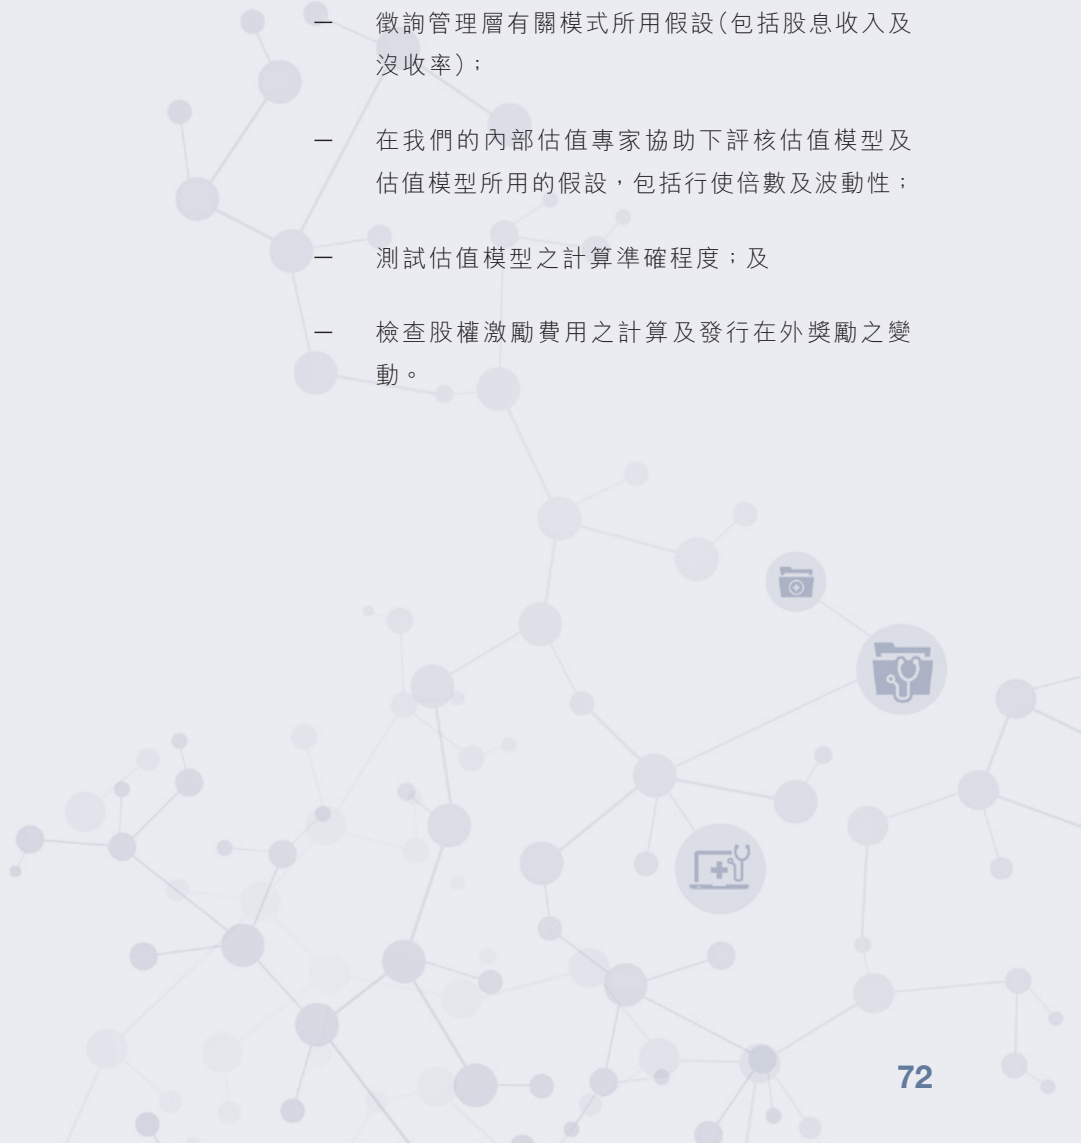 — 徵詢管理層有關模式所用假設(包括股息收入及
沒收率);
— 在我們的內部估值專家協助下評核估值模型及
估值模型所用的假設,包括行使倍數及波動性;
— 測試估值模型之計算準確程度;及
— 檢查股權激勵費用之計算及發行在外獎勵之變
動。
72